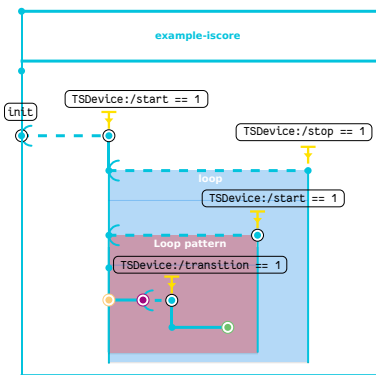 example-iscore
TSDevice:/start == 1
init
TSDevice:/stop == 1
loop
TSDevice:/start == 1
Loop pattern
TSDevice:/transition == 1